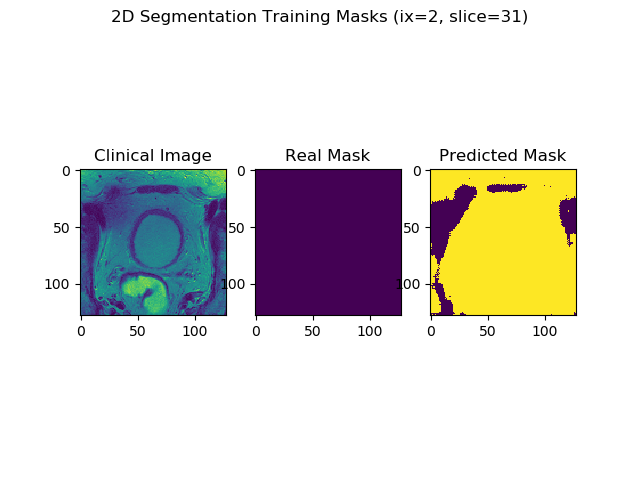 2D Segmentation Training Masks (ix=2, slice=31)
Clinical Image Real Mask Predicted Mask
0 0 0
50 50 50
100 100 100
0 50 100 0 50 100 0 50 100